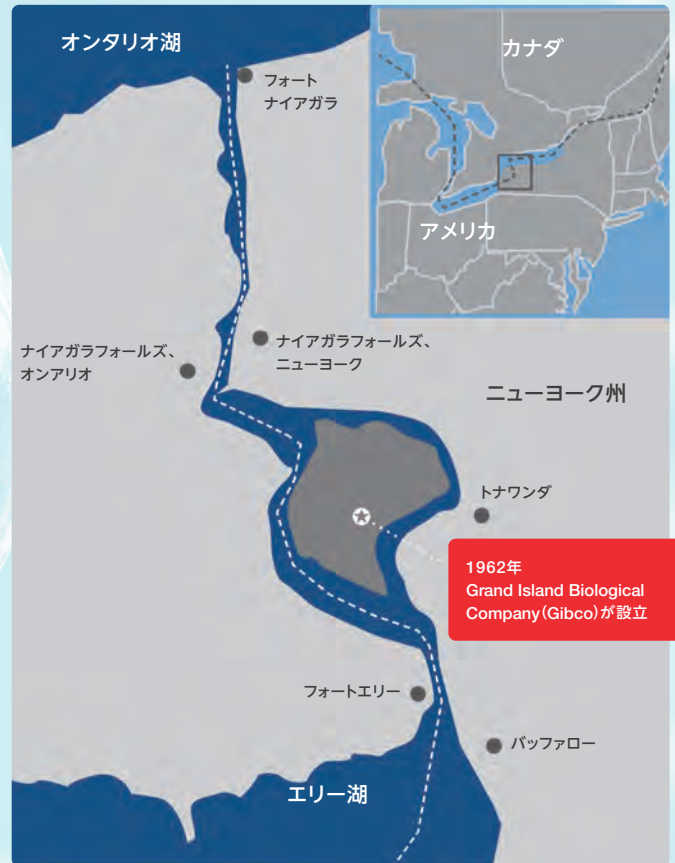 オンタリオ湖
フォート
ナイアガラ
カナダ
アメリカ
ナイアガラフォールズ、
オンアリオ
ナイアガラフォールズ、
ニューヨーク
ニューヨーク州
トナワンダ
1962年
Grand Island Biological
Company(Gibco)が設立
フォートエリー
バッファロー
エリー湖